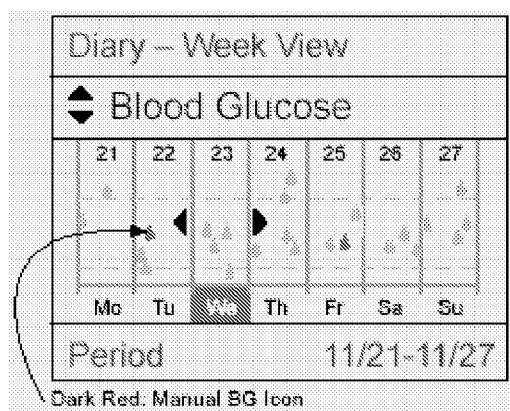 Diary – Week View
Blood Glucose
21 22 23 24 25 26 27
Mo Tu We Th Fr Sa Su
Period 11/21-11/27
Dark Red: Manual BG Icon